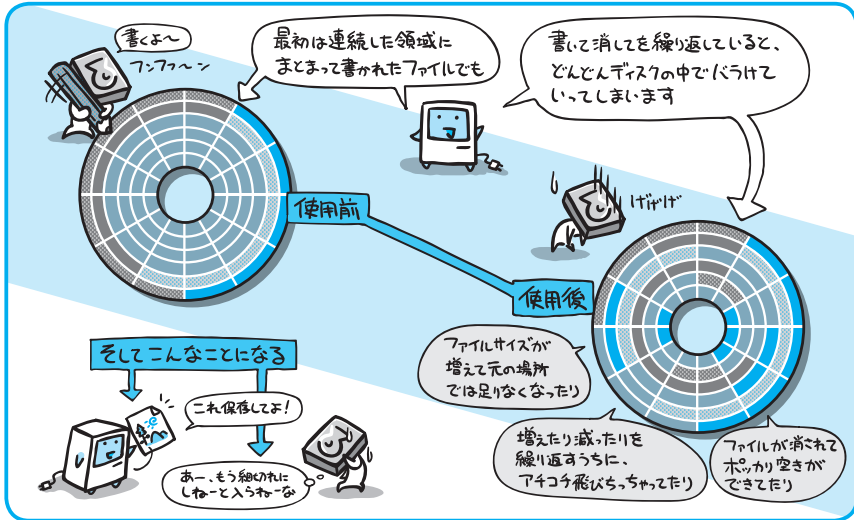 書くよ〜
フンファ〜ン
最初は連続した領域に
まとまって書かれたファイルでも
書いて消してを繰り返していると、
どんどんディスクの中でバラけて
いってしまいます
使用前
げげげ
使用後
ファイルサイズが
増えて元の場所
では足りなくなったり
増えたり減ったりを
繰り返すうちに、
アチコチ飛びちっちゃってたり
ファイルが消されて
ポッカリ空きが
できてたり
そしてこんなことになる
これ保存してよ!
あー、もう細切れに
しねーと入らねーな